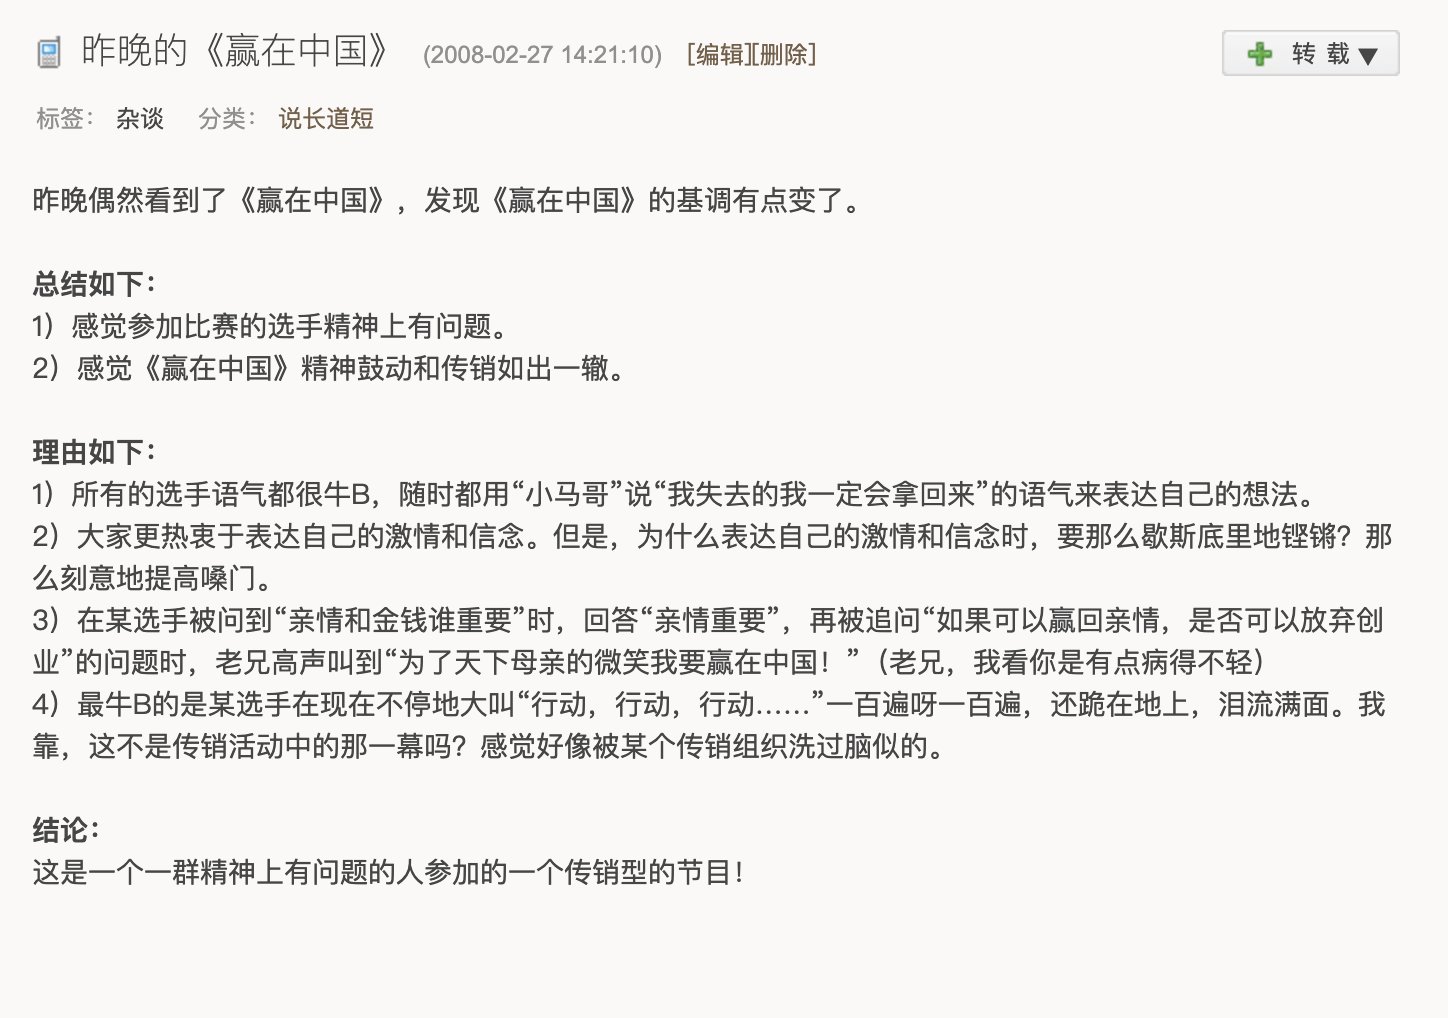 昨晚的《赢在中国》 (2008-02-27 14:21:10) [编辑][删除] 转 载▼
标签： 杂谈 分类： 说长道短
昨晚偶然看到了《赢在中国》，发现《赢在中国》的基调有点变了。
总结如下：
1）感觉参加比赛的选手精神上有问题。
2）感觉《赢在中国》精神鼓动和传销如出一辙。
理由如下：
1）所有的选手语气都很牛B，随时都用“小马哥”说“我失去的我一定会拿回来”的语气来表达自己的想法。
2）大家更热衷于表达自己的激情和信念。但是，为什么表达自己的激情和信念时，要那么歇斯底里地铿锵？那
么刻意地提高嗓门。
3）在某选手被问到“亲情和金钱谁重要”时，回答“亲情重要”，再被追问“如果可以赢回亲情，是否可以放弃创
业”的问题时，老兄高声叫到“为了天下母亲的微笑我要赢在中国！”（老兄，我看你是有点病得不轻）
4）最牛B的是某选手在现在不停地大叫“行动，行动，行动……”一百遍呀一百遍，还跪在地上，泪流满面。我
靠，这不是传销活动中的那一幕吗？感觉好像被某个传销组织洗过脑似的。
结论：
这是一个一群精神上有问题的人参加的一个传销型的节目！